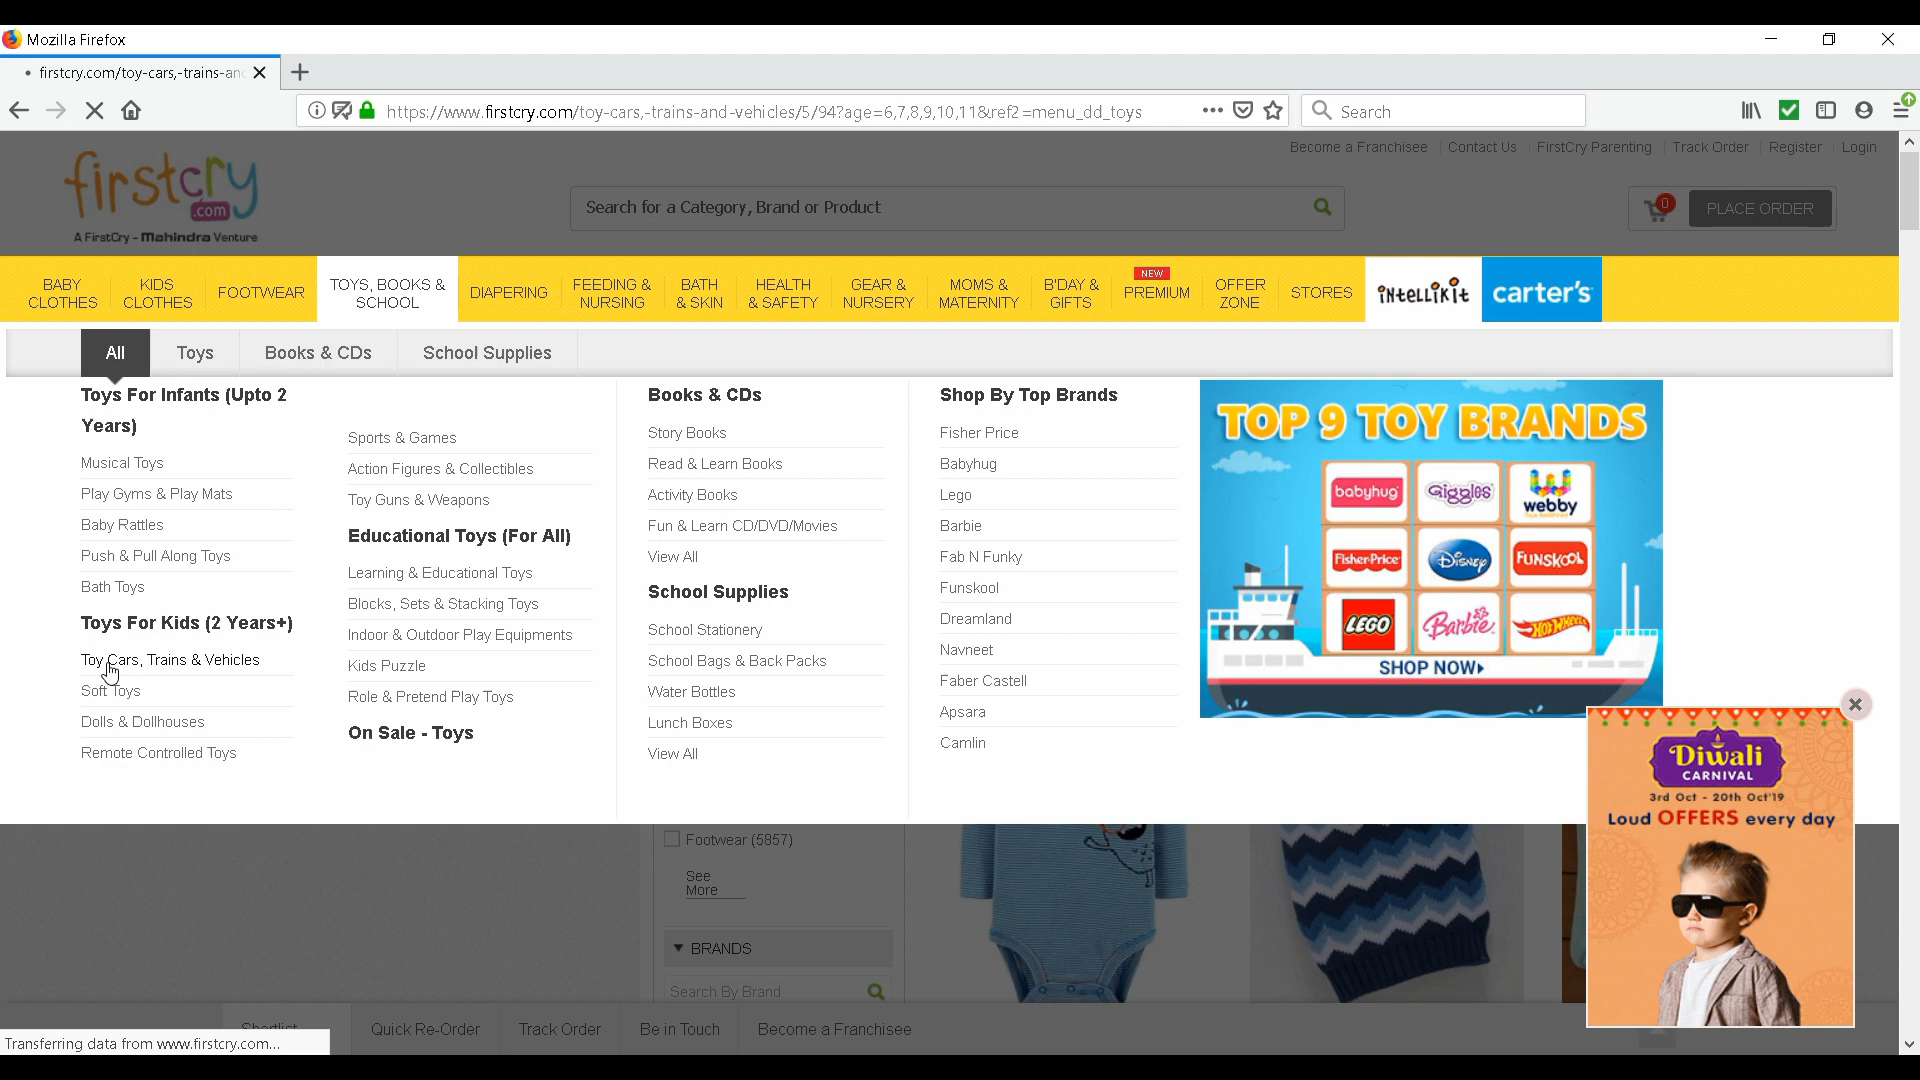 Mozilla Firefox
firstcry.com/toy-cars,-trains-and
https://www.firstcry.com/toy-cars,-trains-and-vehicles/5/94?age=6,7,8,9,10,11&ref2=menu_dd_toys
Search
Become a Franchisee Contact Us FirstCry Parenting Track Order Register Login
firstcry
.com
A FirstCry - Mahindra Venture
Search for a Category, Brand or Product
0
PLACE ORDER
BABY CLOTHES
KIDS CLOTHES
FOOTWEAR
TOYS, BOOKS & SCHOOL
DIAPERING
FEEDING & NURSING
BATH & SKIN
HEALTH & SAFETY
GEAR & NURSERY
MOMS & MATERNITY
B'DAY & GIFTS
NEW
PREMIUM
OFFER ZONE
STORES
iNtelliKit
carter's
All Toys Books & CDs School Supplies
Toys For Infants (Upto 2
Years)
Musical Toys
Play Gyms & Play Mats
Baby Rattles
Push & Pull Along Toys
Bath Toys
Toys For Kids (2 Years+)
Toy Cars, Trains & Vehicles
Soft Toys
Dolls & Dollhouses
Remote Controlled Toys
Sports & Games
Action Figures & Collectibles
Toy Guns & Weapons
Educational Toys (For All)
Learning & Educational Toys
Blocks, Sets & Stacking Toys
Indoor & Outdoor Play Equipments
Kids Puzzle
Role & Pretend Play Toys
On Sale - Toys
Books & CDs
Story Books
Read & Learn Books
Activity Books
Fun & Learn CD/DVD/Movies
View All
School Supplies
School Stationery
School Bags & Back Packs
Water Bottles
Lunch Boxes
View All
Shop By Top Brands
Fisher Price
Babyhug
Lego
Barbie
Fab N Funky
Funskool
Dreamland
Navneet
Faber Castell
Apsara
Camlin
TOP 9 TOY BRANDS
babyhug Giggles webby
Fisher-Price Disney FUNSKOOL
LEGO Barbie Hot Wheels
SHOP NOW
Diwali
CARNIVAL
3rd Oct - 20th Oct'19
Loud OFFERS every day
Footwear (5857)
See
More
BRANDS
Search By Brand
Shortlist Quick Re-Order Track Order Be in Touch Become a Franchisee
Transferring data from www.firstcry.com...